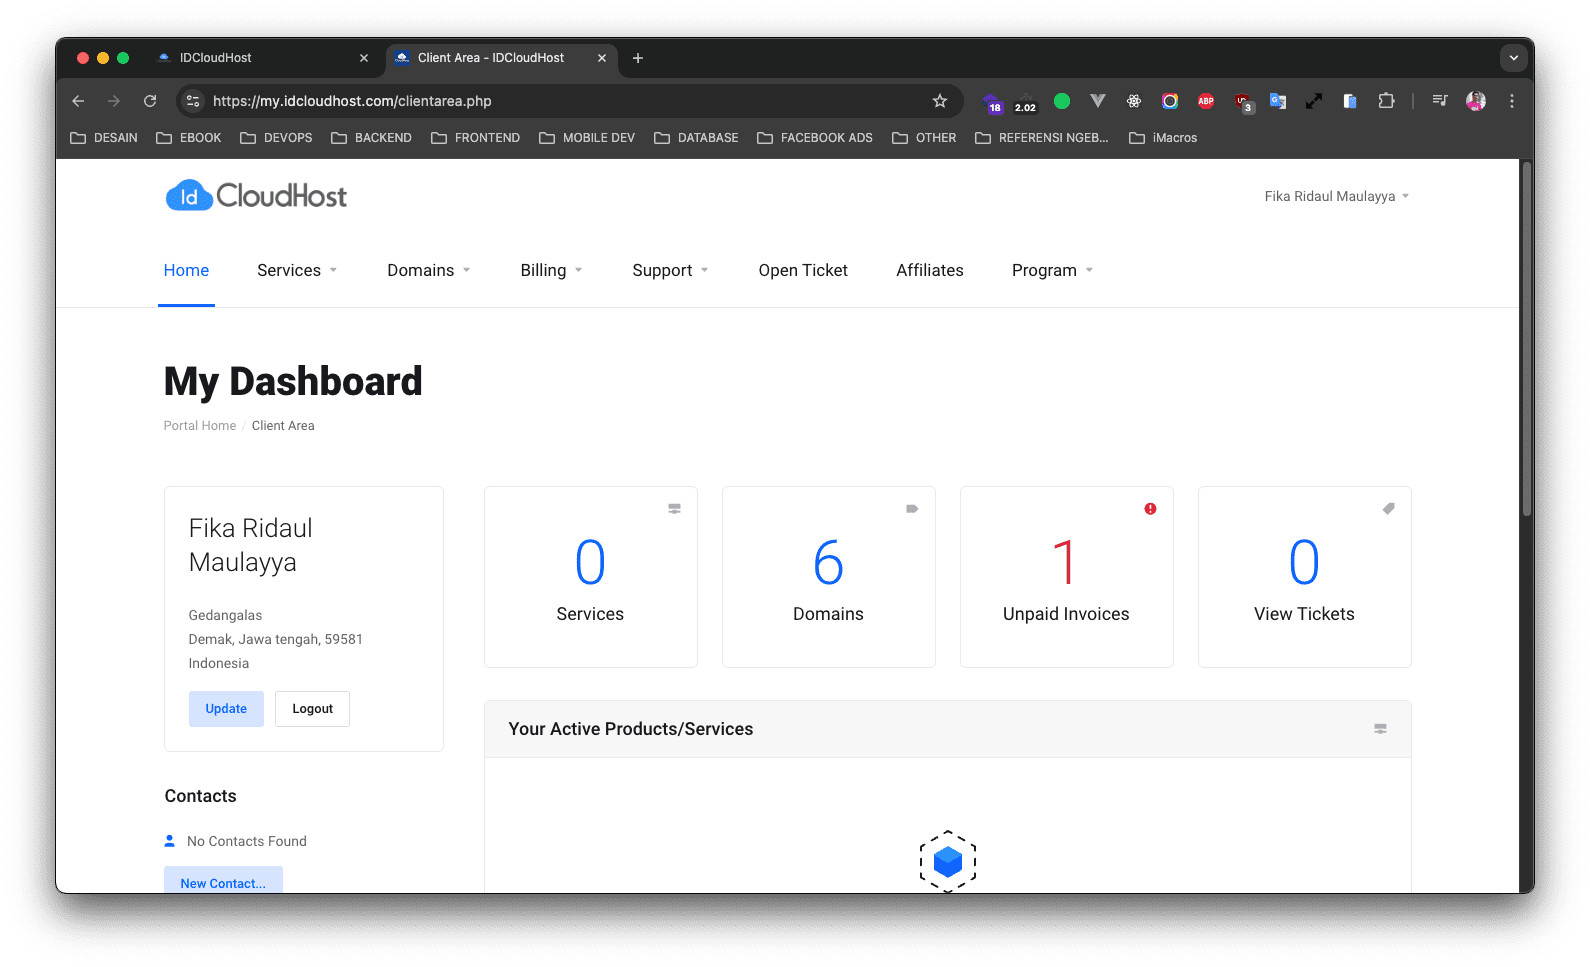 IDCloudHost
Client Area - IDCloudHost
https://my.idcloudhost.com/clientarea.php
18
2.02
ABP
3
DESAIN
EBOOK
DEVOPS
BACKEND
FRONTEND
MOBILE DEV
DATABASE
FACEBOOK ADS
OTHER
REFERENSI NGEB...
iMacros
Id CloudHost
Fika Ridaul Maulayya
Home
Services
Domains
Billing
Support
Open Ticket
Affiliates
Program
My Dashboard
Portal Home / Client Area
Fika Ridaul
Maulayya
Gedangalas
Demak, Jawa tengah, 59581
Indonesia
Update
Logout
0
Services
6
Domains
1
Unpaid Invoices
0
View Tickets
Your Active Products/Services
Contacts
No Contacts Found
New Contact...